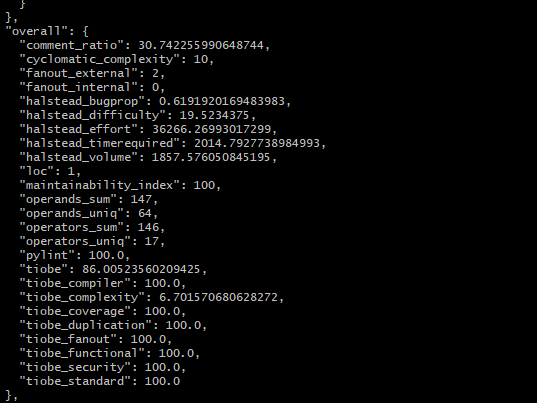 }
},
"overall": {
"comment_ratio": 30.742255990648744,
"cyclomatic_complexity": 10,
"fanout_external": 2,
"fanout_internal": 0,
"halstead_bugprop": 0.6191920169483983,
"halstead_difficulty": 19.5234375,
"halstead_effort": 36266.26993017299,
"halstead_timerequired": 2014.7927738984993,
"halstead_volume": 1857.576050845195,
"loc": 1,
"maintainability_index": 100,
"operands_sum": 147,
"operands_uniq": 64,
"operators_sum": 146,
"operators_uniq": 17,
"pylint": 100.0,
"tiobe": 86.00523560209425,
"tiobe_compiler": 100.0,
"tiobe_complexity": 6.701570680628272,
"tiobe_coverage": 100.0,
"tiobe_duplication": 100.0,
"tiobe_fanout": 100.0,
"tiobe_functional": 100.0,
"tiobe_security": 100.0,
"tiobe_standard": 100.0
},